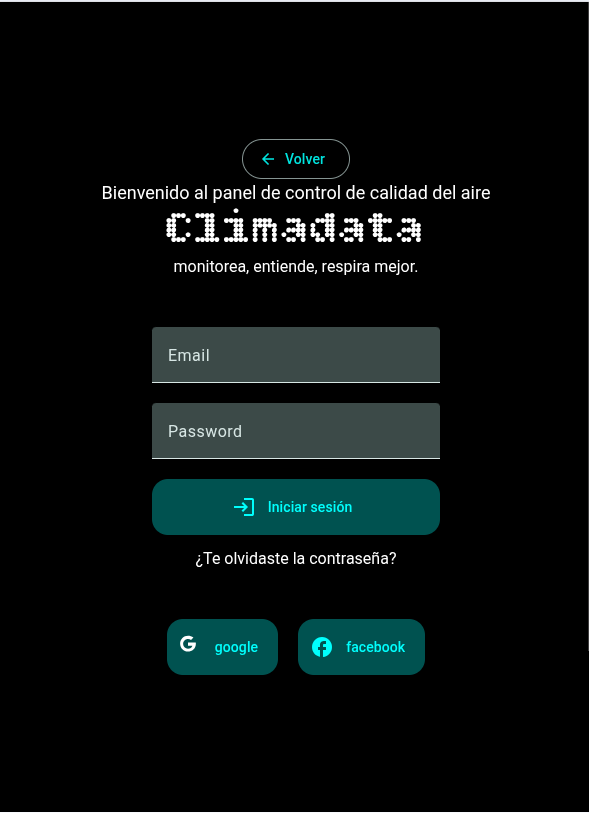 Volver
Bienvenido al panel de control de calidad del aire
Climadata
monitorea, entiende, respira mejor.
Email
Password
Iniciar sesión
¿Te olvidaste la contraseña?
google
facebook